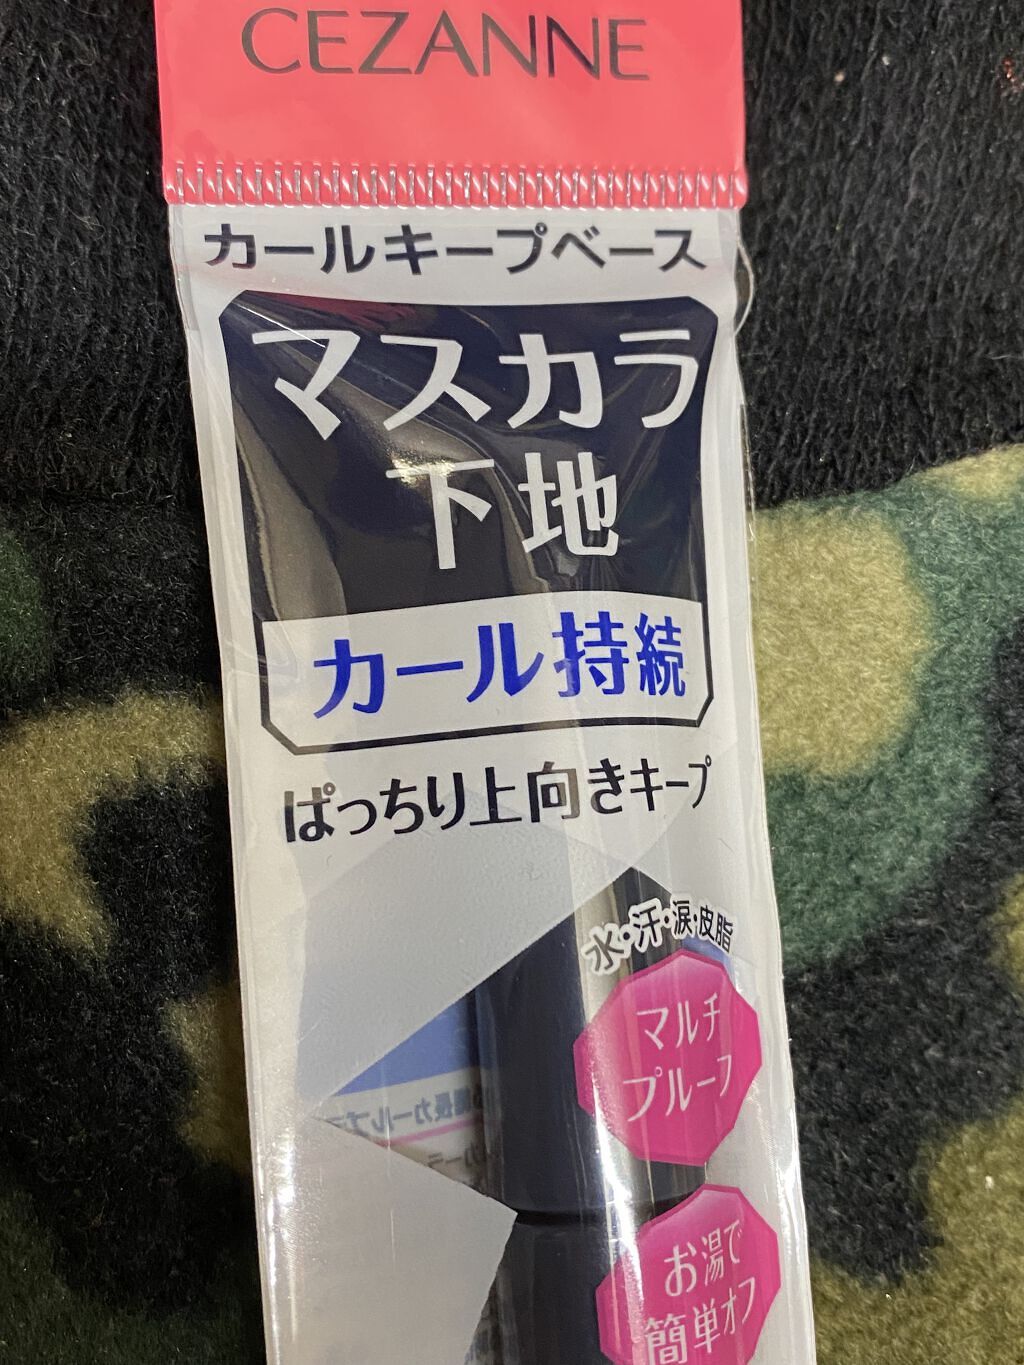 CEZANNE
カールキープベース
マスカラ
下地
カール持続
ぱっちり上向きキープ
水・汗・涙・皮脂
マルチ
プルーフ
お湯で
簡単オフ